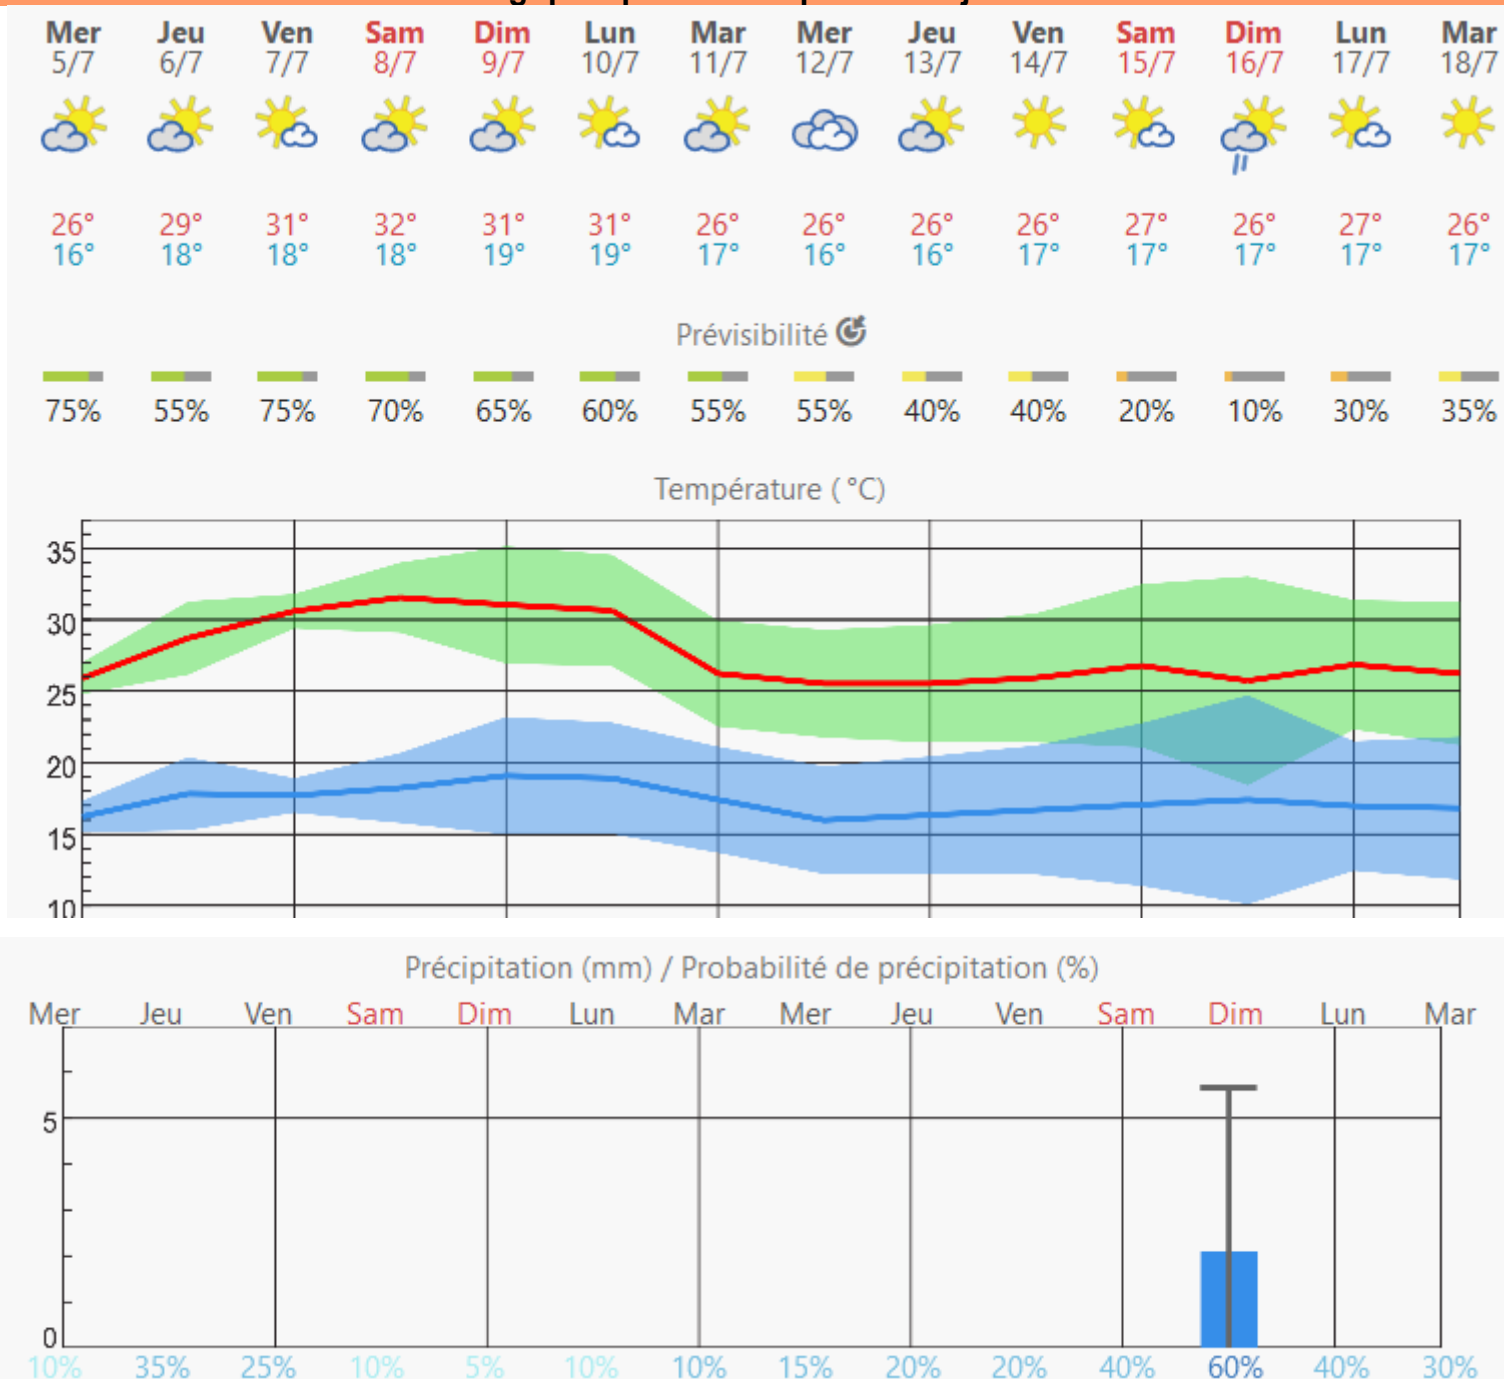 Mer Jeu Ven Sam Dim Lun Mar Mer Jeu Ven Sam Dim Lun Mar
5/7 6/7 7/7 8/7 9/7 10/7 11/7 12/7 13/7 14/7 15/7 16/7 17/7 18/7
26° 29° 31° 32° 31° 31° 26° 26° 26° 26° 27° 26° 27° 26°
16° 18° 18° 18° 19° 19° 17° 16° 16° 17° 17° 17° 17° 17°
Prévisibilité
75% 55% 75% 70% 65% 60% 55% 55% 40% 40% 20% 10% 30% 35%
Température ( °C)
35
30
25
20
15
10
Précipitation (mm) / Probabilité de précipitation (%)
Mer Jeu Ven Sam Dim Lun Mar Mer Jeu Ven Sam Dim Lun Mar
5
0
10% 35% 25% 10% 5% 10% 10% 15% 20% 20% 40% 60% 40% 30%